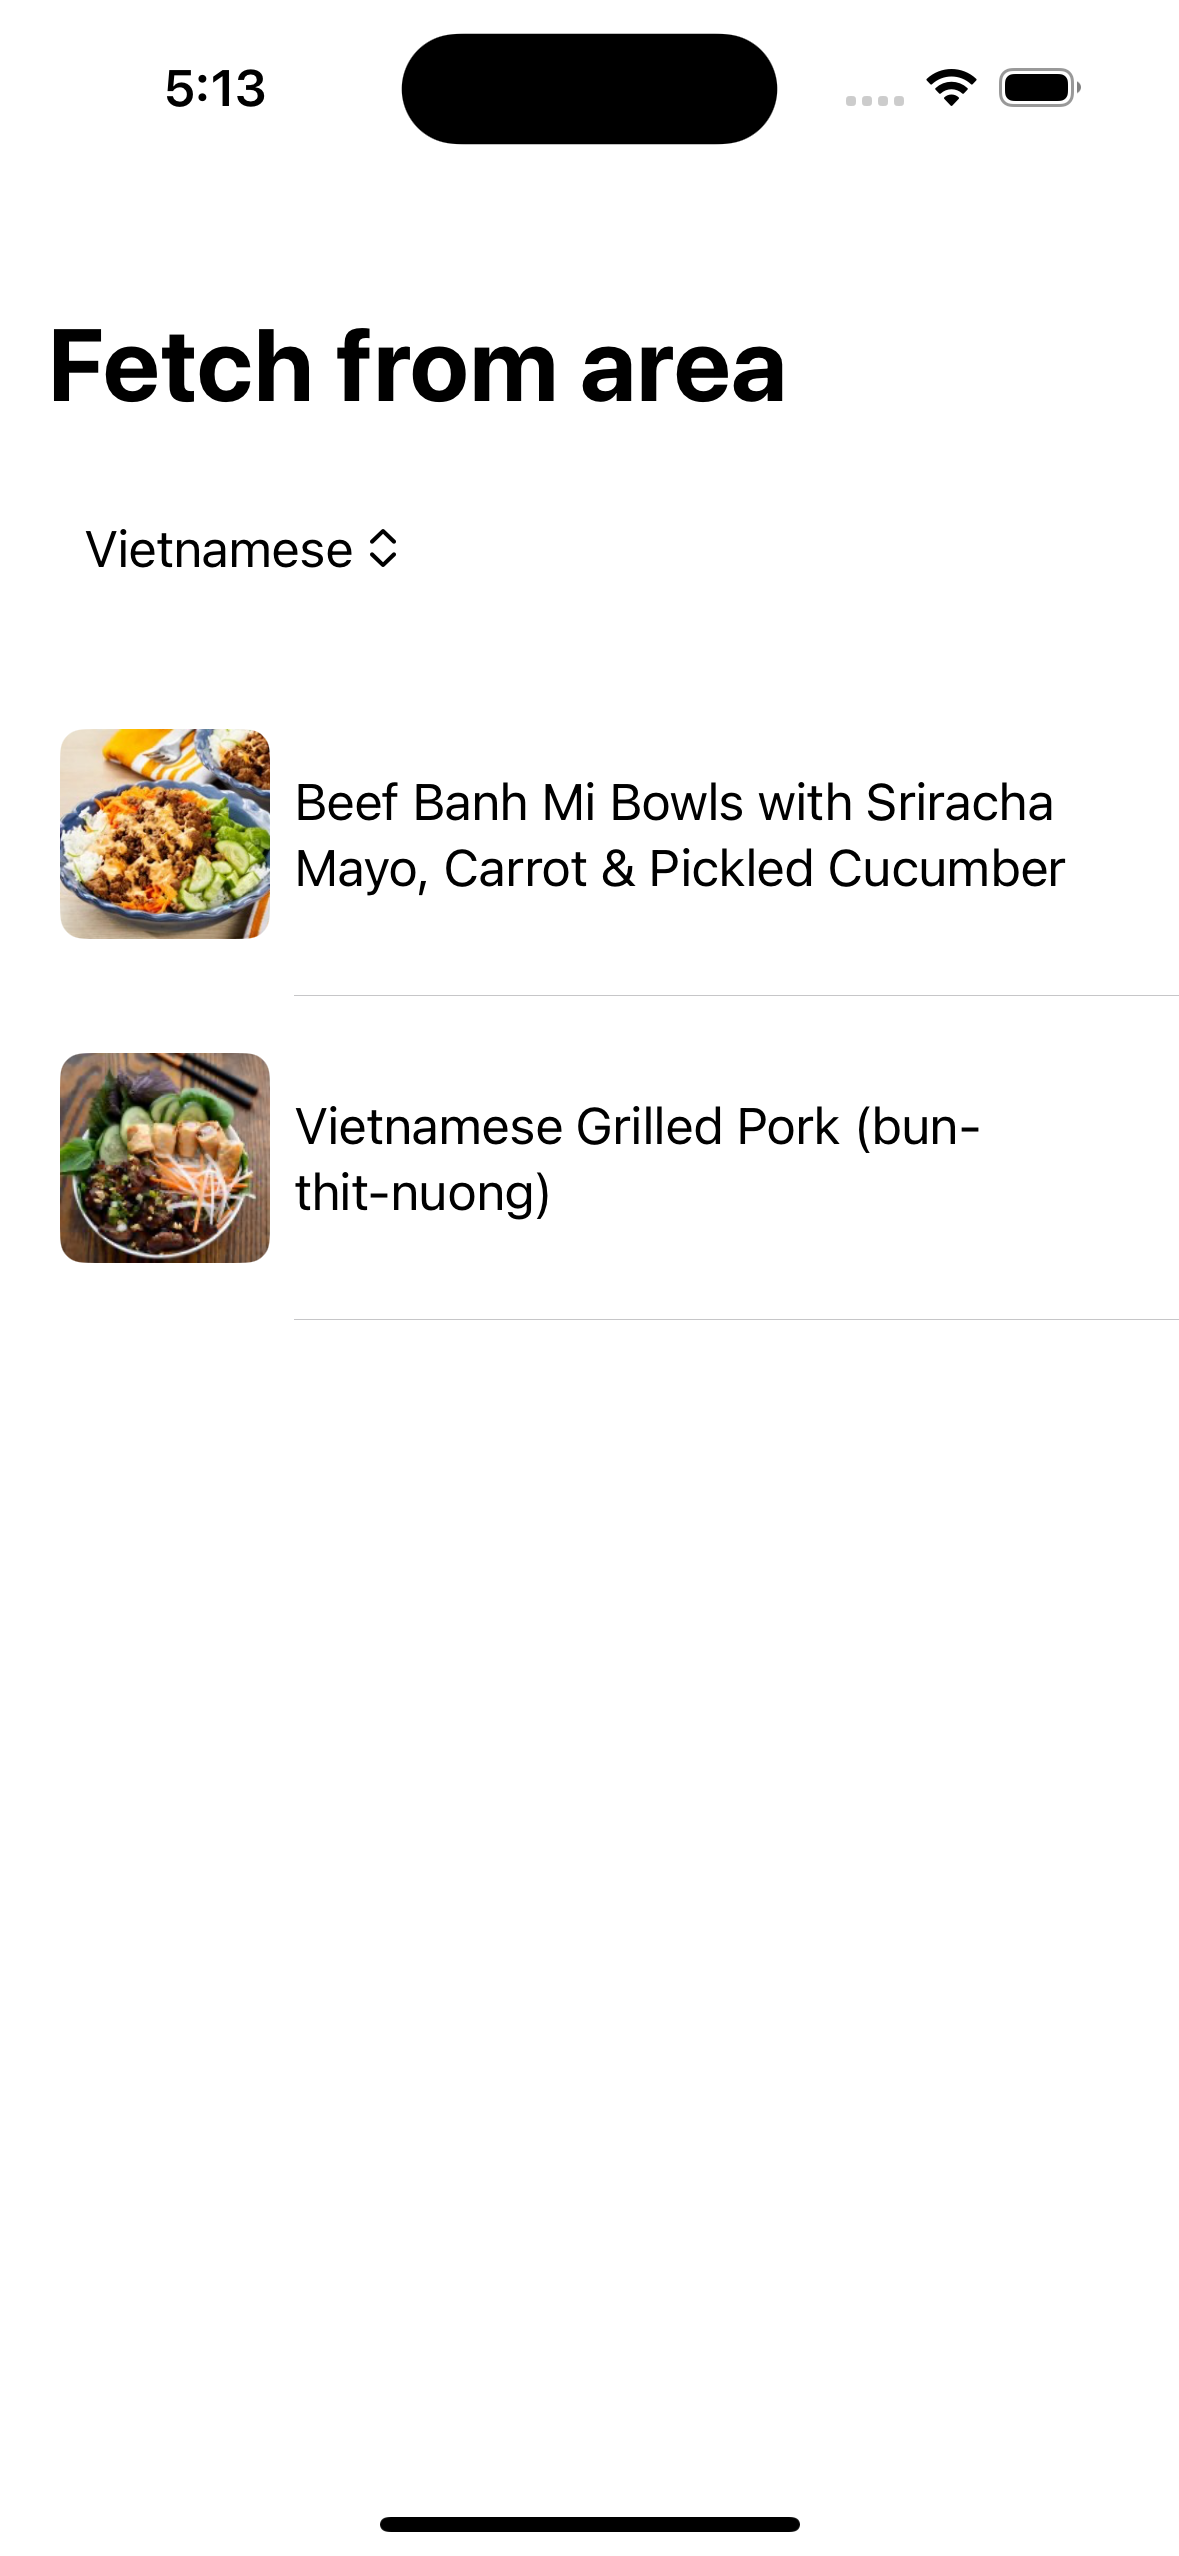 5:13
Fetch from area
Vietnamese
Beef Banh Mi Bowls with Sriracha
Mayo, Carrot & Pickled Cucumber
Vietnamese Grilled Pork (bun-
thit-nuong)